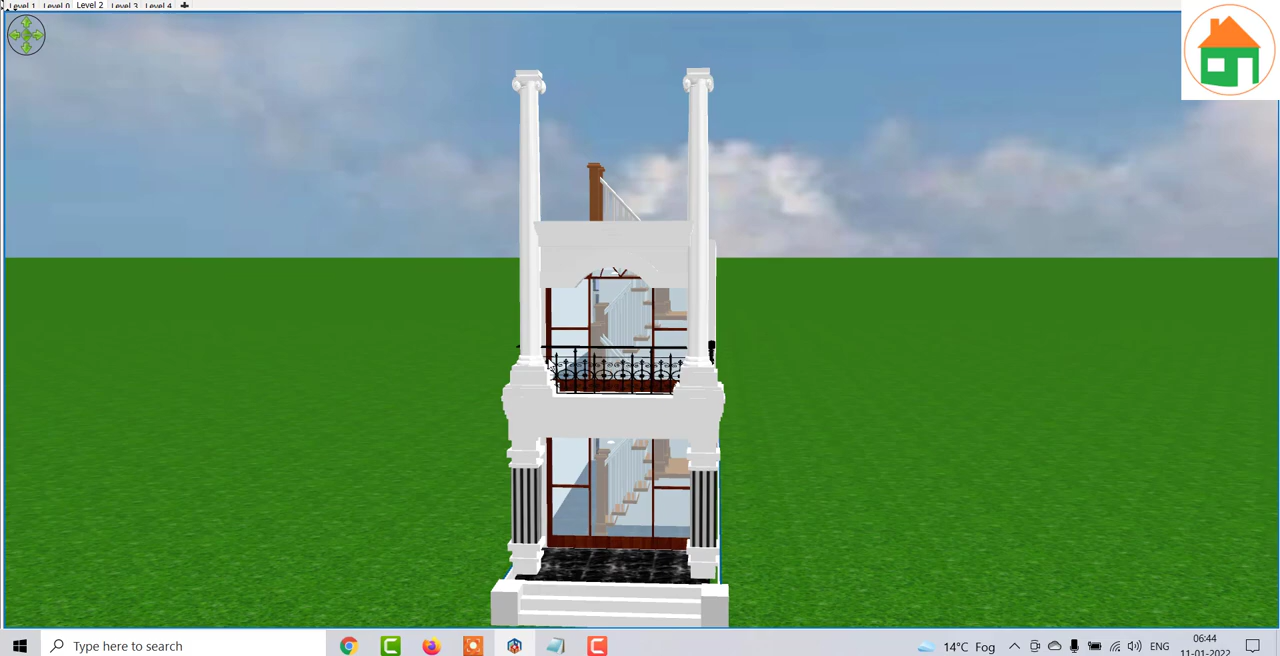 Level 1 Level 0 Level 2 Level 3 Level 4
Type here to search
14°C Fog
ENG
06:44
11-01-2022